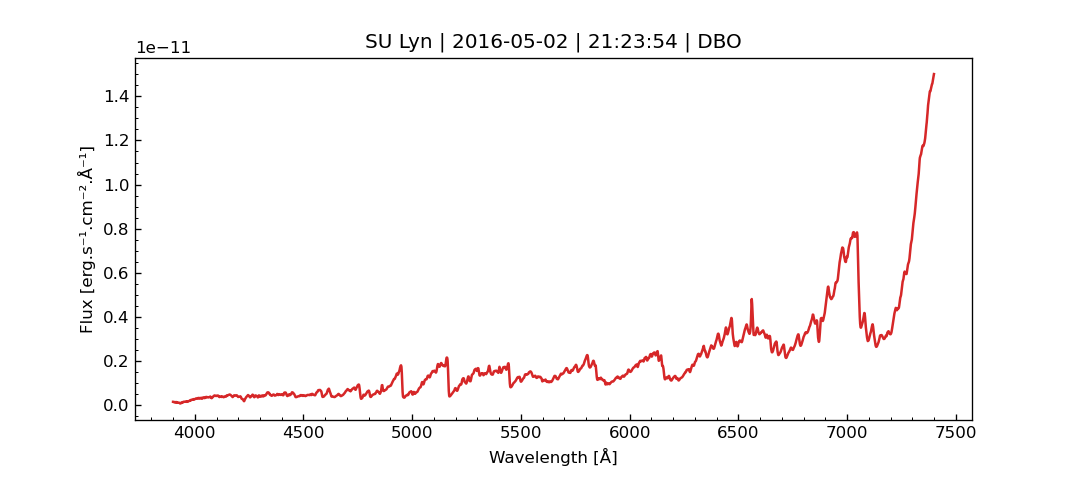 SU Lyn | 2016-05-02 | 21:23:54 | DBO
1e−11
1.4
1.2
1.0
0.8
0.6
0.4
0.2
0.0
Flux [erg.s⁻¹.cm⁻².Å⁻¹]
4000 4500 5000 5500 6000 6500 7000 7500
Wavelength [Å]